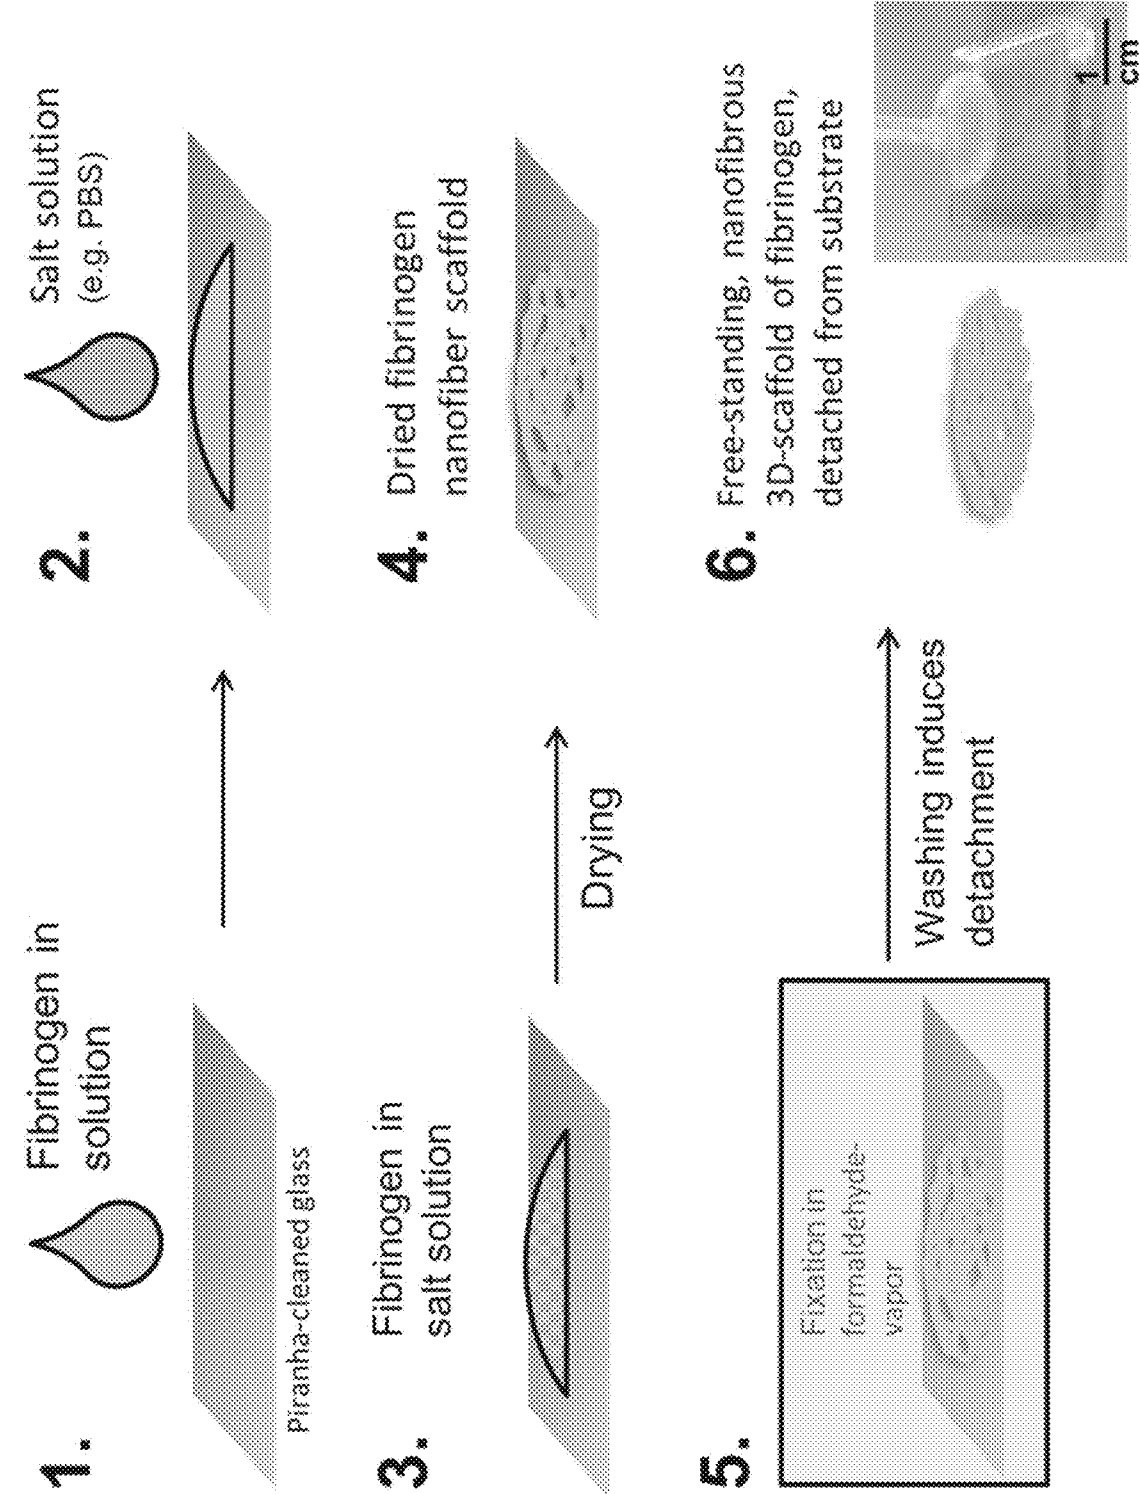 1.
Fibrinogen in
solution
Piranha-cleaned glass
2.
Salt solution
(e.g. PBS)
3.
Fibrinogen in
salt solution
Drying
4.
Dried fibrinogen
nanofiber scaffold
5.
Fixation in
formaldehyde-
vapor
Washing induces
detachment
6.
Free-standing, nanofibrous
3D-scaffold of fibrinogen,
detached from substrate
1
cm